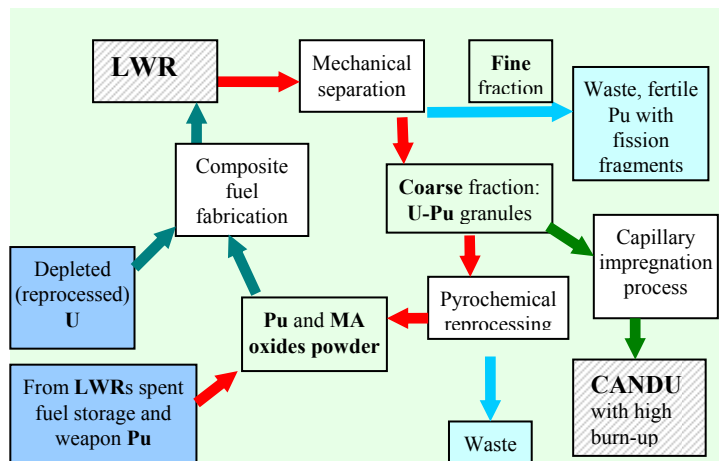 LWR
Mechanical
separation
Fine
fraction
Waste, fertile
Pu with
fission
fragments
Composite
fuel
fabrication
Coarse fraction:
U-Pu granules
Capillary
impregnation
process
Depleted
(reprocessed)
U
Pu and MA
oxides powder
Pyrochemical
reprocessing
From LWRs spent
fuel storage and
weapon Pu
Waste
CANDU
with high
burn-up